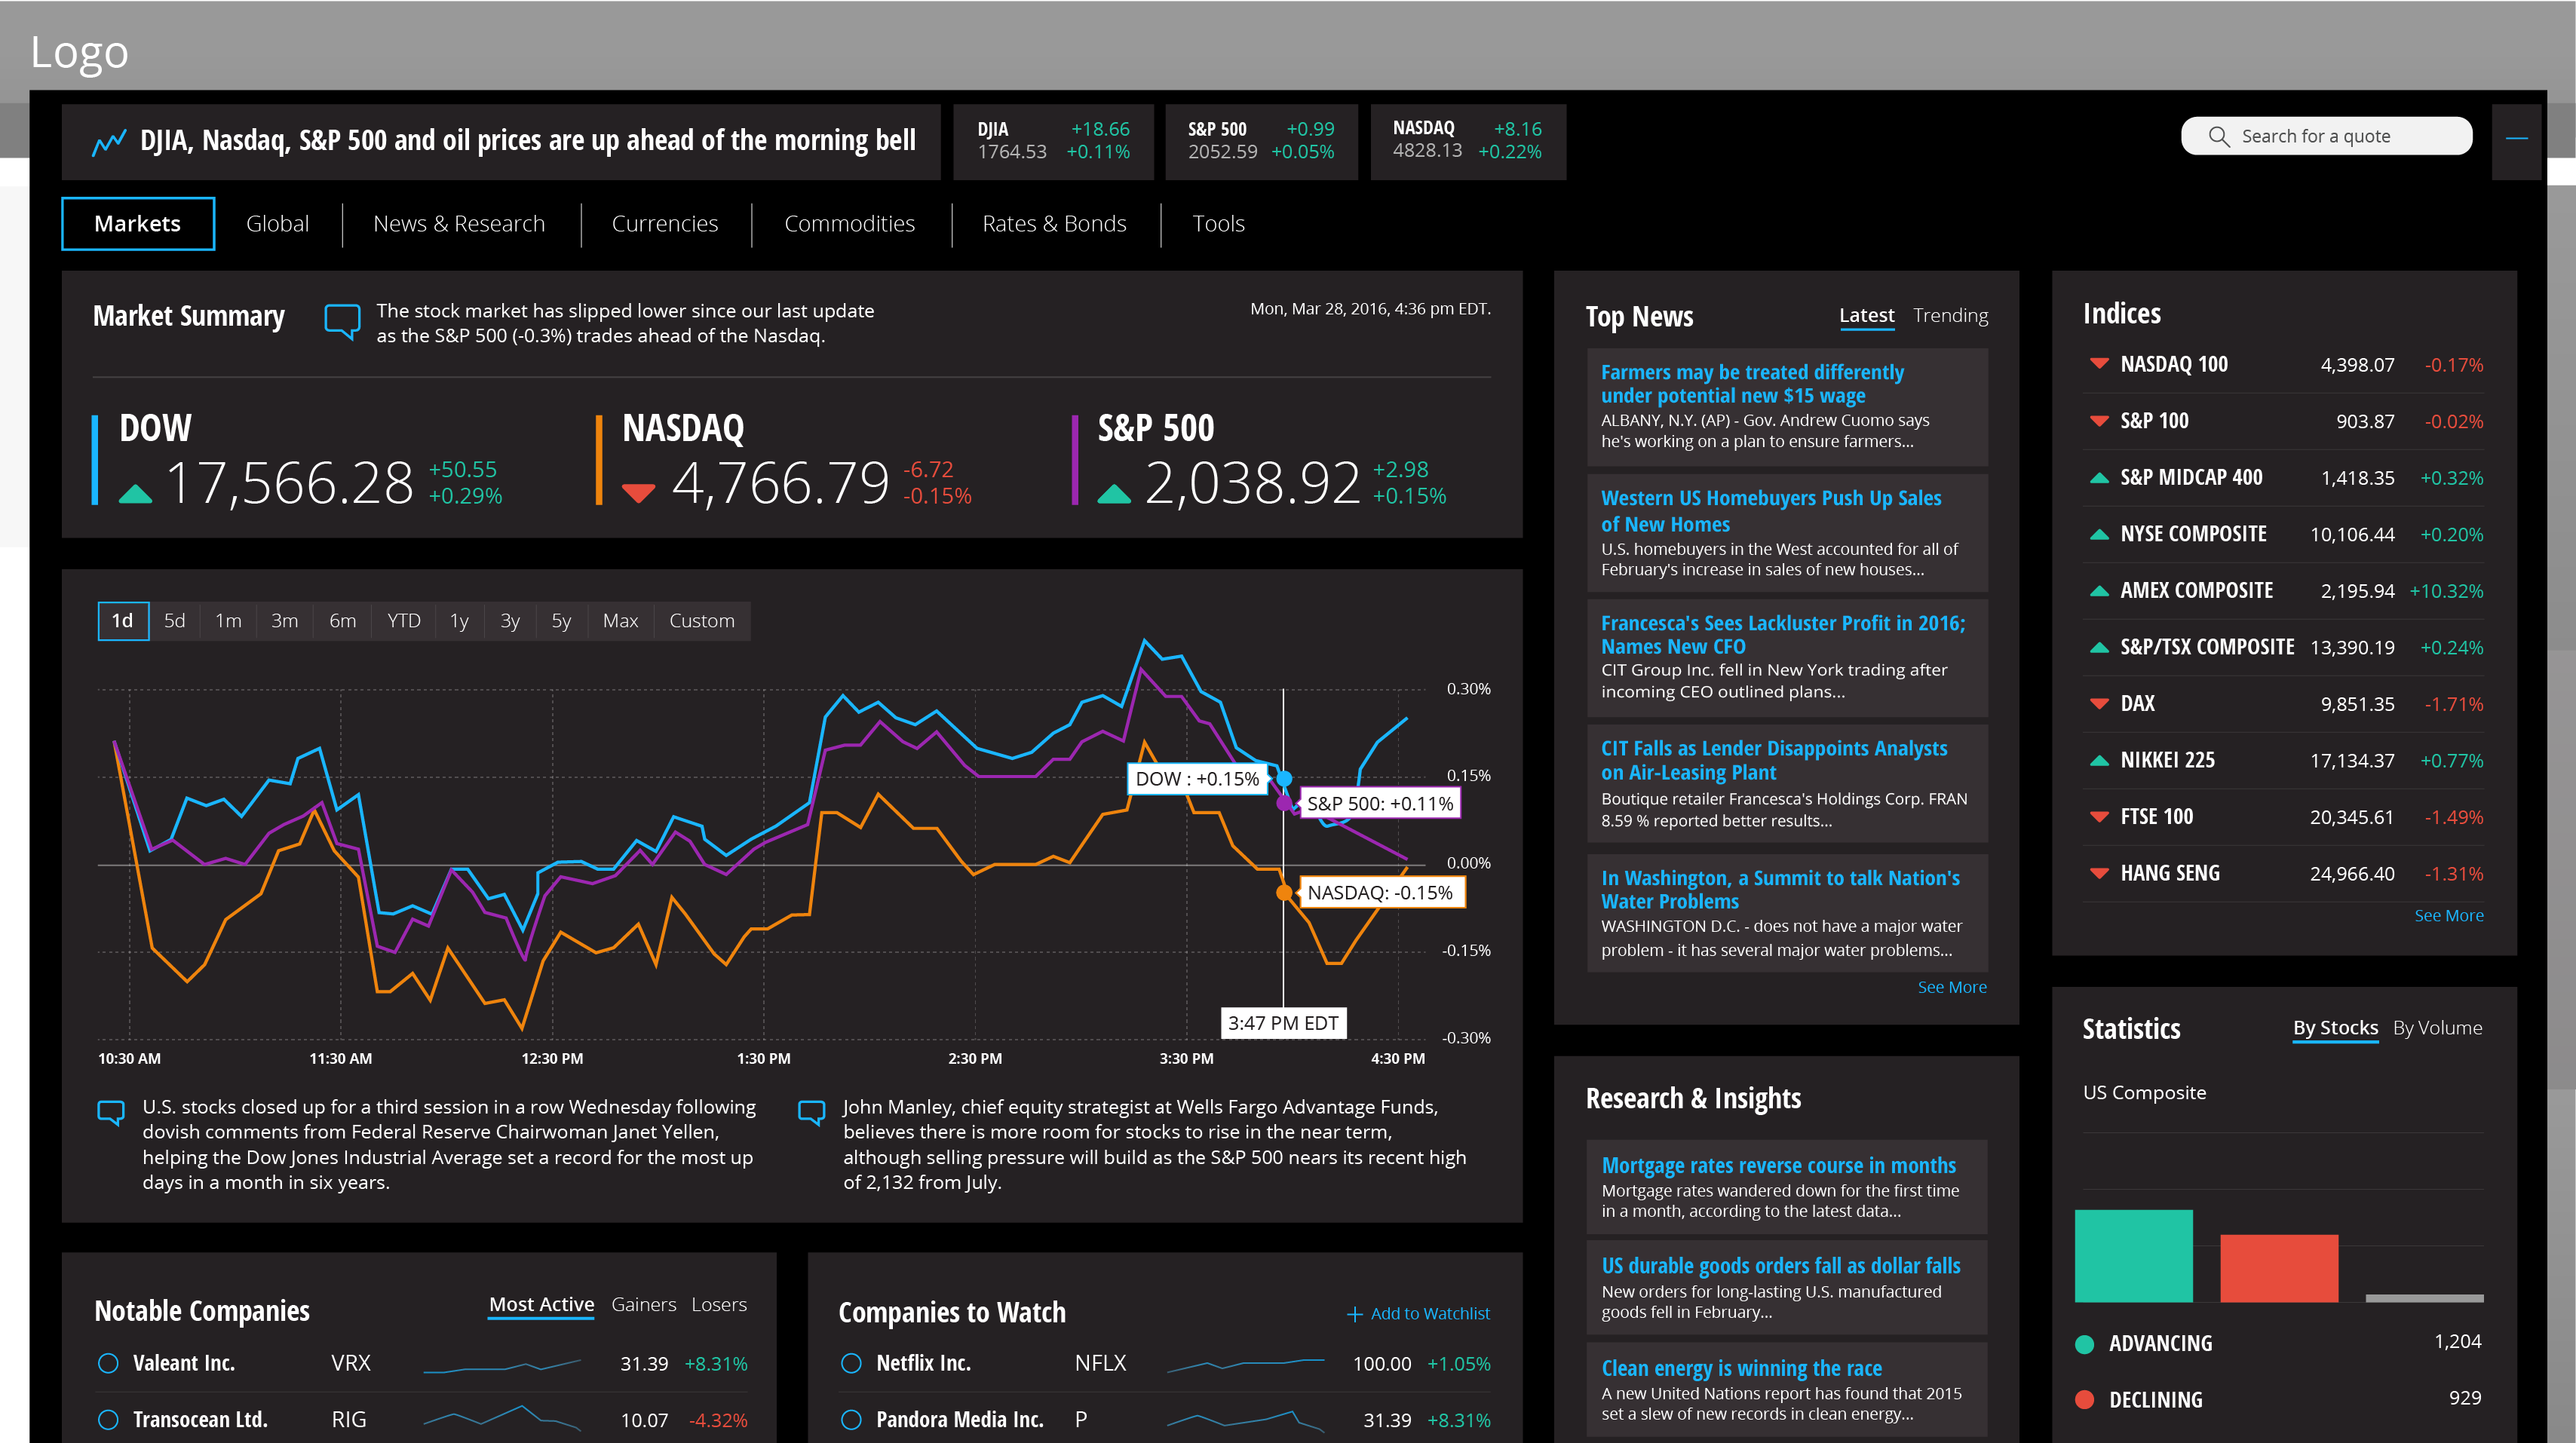 Logo
DJIA, Nasdaq, S&P 500 and oil prices are up ahead of the morning bell
DJIA +18.66
1764.53 +0.11%
S&P 500 +0.99
2052.59 +0.05%
NASDAQ +8.16
4828.13 +0.22%
Search for a quote
Markets Global News & Research Currencies Commodities Rates & Bonds Tools
Market Summary
The stock market has slipped lower since our last update
as the S&P 500 (-0.3%) trades ahead of the Nasdaq.
Mon, Mar 28, 2016, 4:36 pm EDT.
DOW
17,566.28
+50.55
+0.29%
NASDAQ
4,766.79
-6.72
-0.15%
S&P 500
2,038.92
+2.98
+0.15%
1d 5d 1m 3m 6m YTD 1y 3y 5y Max Custom
0.30%
0.15%
0.00%
-0.15%
-0.30%
DOW : +0.15%
S&P 500: +0.11%
NASDAQ: -0.15%
3:47 PM EDT
10:30 AM 11:30 AM 12:30 PM 1:30 PM 2:30 PM 3:30 PM 4:30 PM
U.S. stocks closed up for a third session in a row Wednesday following
dovish comments from Federal Reserve Chairwoman Janet Yellen,
helping the Dow Jones Industrial Average set a record for the most up
days in a month in six years.
John Manley, chief equity strategist at Wells Fargo Advantage Funds,
believes there is more room for stocks to rise in the near term,
although selling pressure will build as the S&P 500 nears its recent high
of 2,132 from July.
Notable Companies
Most Active Gainers Losers
Valeant Inc. VRX 31.39 +8.31%
Transocean Ltd. RIG 10.07 -4.32%
Companies to Watch
+ Add to Watchlist
Netflix Inc. NFLX 100.00 +1.05%
Pandora Media Inc. P 31.39 +8.31%
Top News
Latest Trending
Farmers may be treated differently
under potential new $15 wage
ALBANY, N.Y. (AP) - Gov. Andrew Cuomo says
he's working on a plan to ensure farmers...
Western US Homebuyers Push Up Sales
of New Homes
U.S. homebuyers in the West accounted for all of
February's increase in sales of new houses...
Francesca's Sees Lackluster Profit in 2016;
Names New CFO
CIT Group Inc. fell in New York trading after
incoming CEO outlined plans...
CIT Falls as Lender Disappoints Analysts
on Air-Leasing Plant
Boutique retailer Francesca's Holdings Corp. FRAN
8.59 % reported better results...
In Washington, a Summit to talk Nation's
Water Problems
WASHINGTON D.C. - does not have a major water
problem - it has several major water problems...
See More
Research & Insights
Mortgage rates reverse course in months
Mortgage rates wandered down for the first time
in a month, according to the latest data...
US durable goods orders fall as dollar falls
New orders for long-lasting U.S. manufactured
goods fell in February...
Clean energy is winning the race
A new United Nations report has found that 2015
set a slew of new records in clean energy...
Indices
NASDAQ 100 4,398.07 -0.17%
S&P 100 903.87 -0.02%
S&P MIDCAP 400 1,418.35 +0.32%
NYSE COMPOSITE 10,106.44 +0.20%
AMEX COMPOSITE 2,195.94 +10.32%
S&P/TSX COMPOSITE 13,390.19 +0.24%
DAX 9,851.35 -1.71%
NIKKEI 225 17,134.37 +0.77%
FTSE 100 20,345.61 -1.49%
HANG SENG 24,966.40 -1.31%
See More
Statistics
By Stocks By Volume
US Composite
ADVANCING 1,204
DECLINING 929